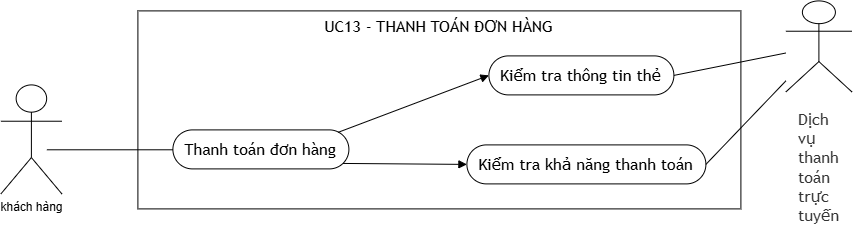 UC13 - THANH TOÁN ĐƠN HÀNG
Kiểm tra thông tin thẻ
Thanh toán đơn hàng
Kiểm tra khả năng thanh toán
khách hàng
Dịch
vụ
thanh
toán
trực
tuyến